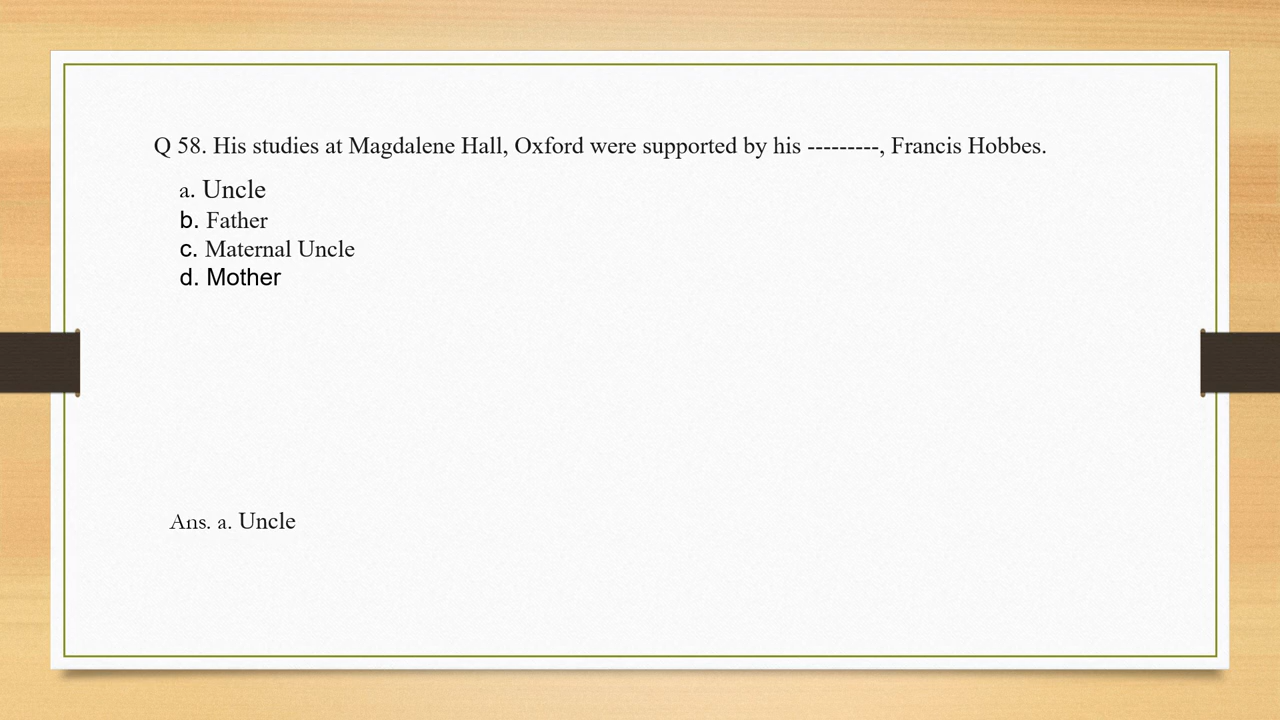 Q 58. His studies at Magdalene Hall, Oxford were supported by his ---------, Francis Hobbes.
a. Uncle
b. Father
c. Maternal Uncle
d. Mother
Ans. a. Uncle